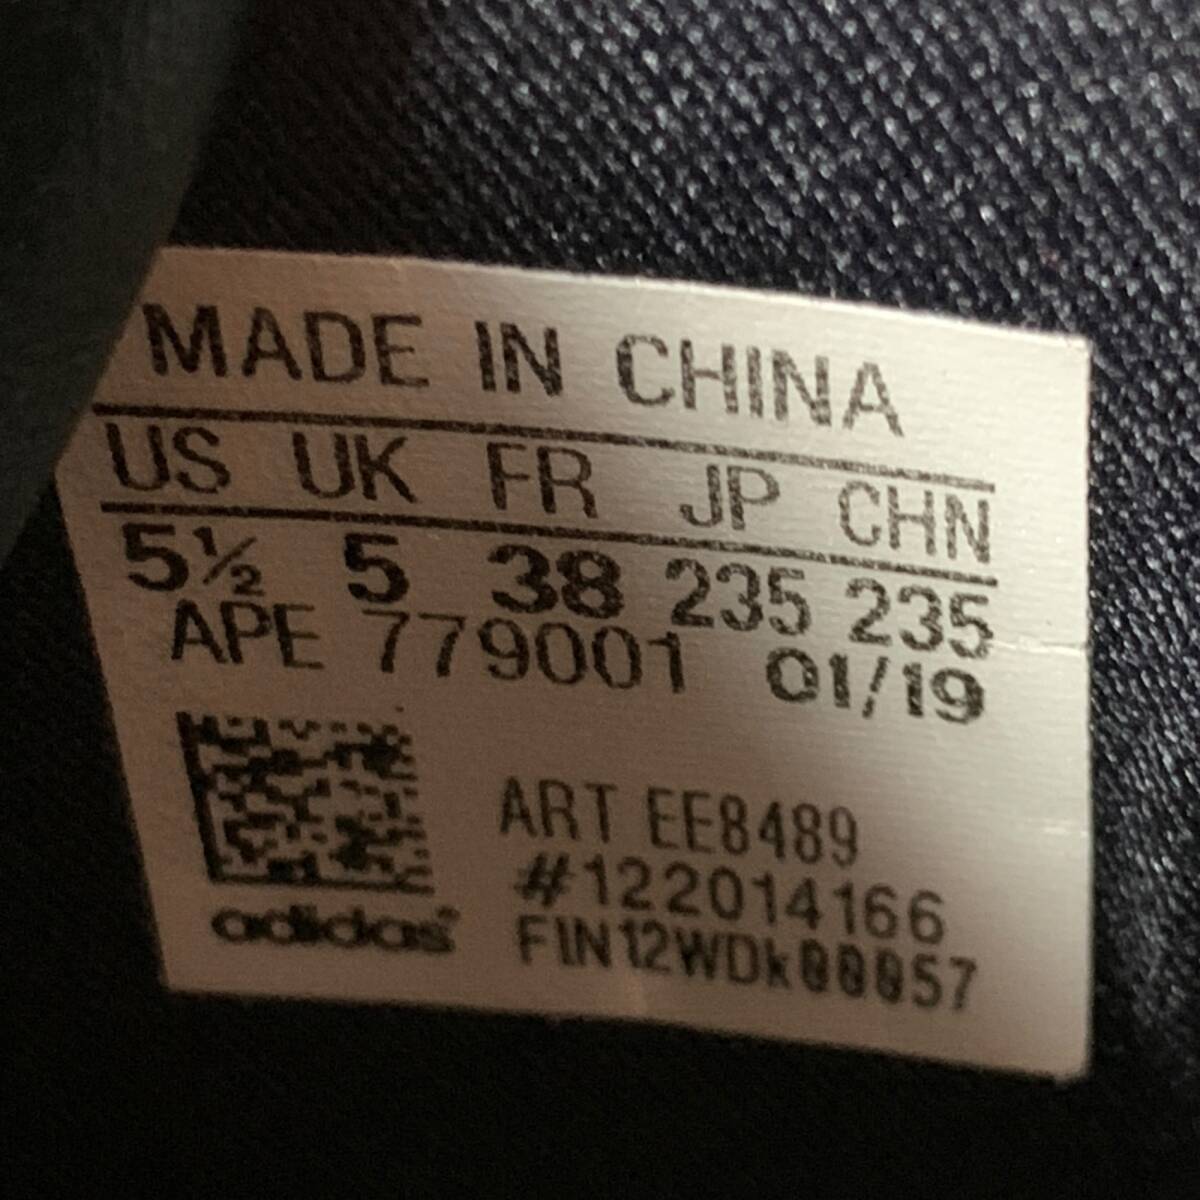 MADE IN CHINA
US UK FR JP CHN
5½ 5 38 235 235
APE 779001 01/19
ART EE8489
#122014166
adidas
FIN12WDk00057